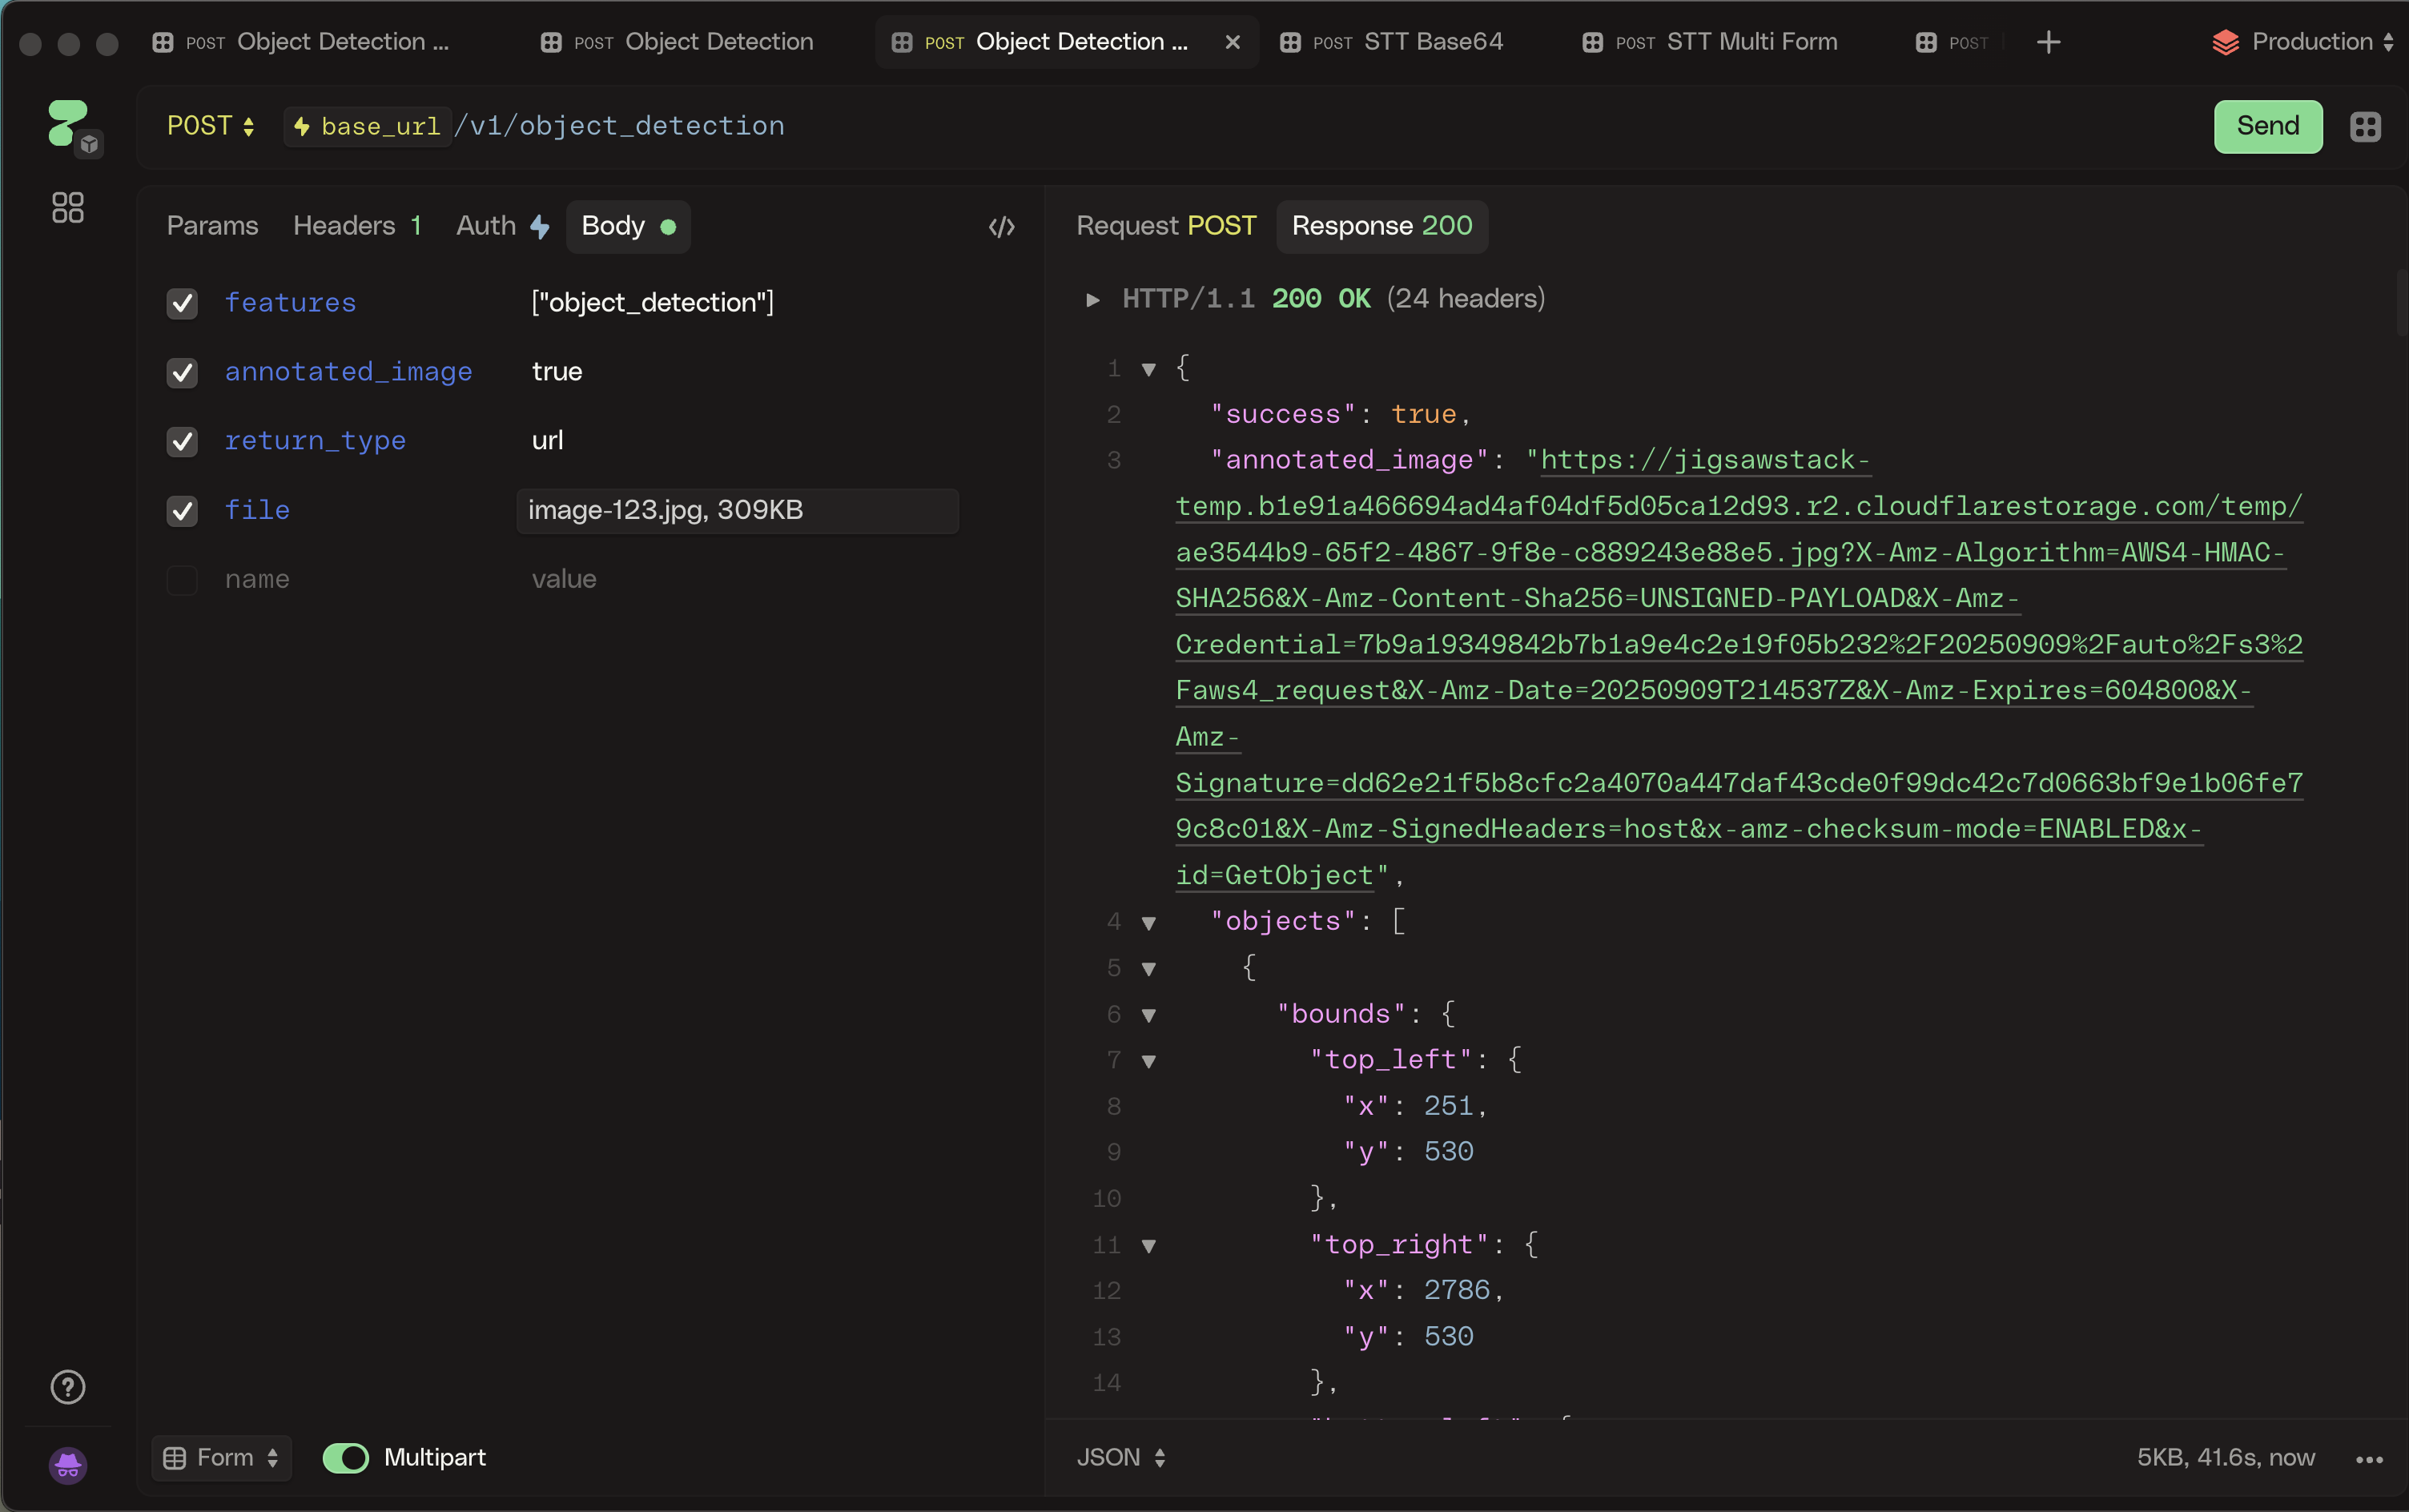 POST Object Detection ...
POST Object Detection
POST Object Detection ...
POST STT Base64
POST STT Multi Form
POST
Production
POST base_url/v1/object_detection
Send
Params Headers 1 Auth Body
features ["object_detection"]
annotated_image true
return_type url
file image-123.jpg, 309KB
name value
Form Multipart
Request POST Response 200
HTTP/1.1 200 OK (24 headers)
1 {
2 "success": true,
3 "annotated_image": "https://jigsawstack-
temp.b1e91a466694ad4af04df5d05ca12d93.r2.cloudflarestorage.com/temp/
ae3544b9-65f2-4867-9f8e-c889243e88e5.jpg?X-Amz-Algorithm=AWS4-HMAC-
SHA256&X-Amz-Content-Sha256=UNSIGNED-PAYLOAD&X-Amz-
Credential=7b9a19349842b7b1a9e4c2e19f05b232%2F20250909%2Fauto%2Fs3%2
Faws4_request&X-Amz-Date=20250909T214537Z&X-Amz-Expires=604800&X-
Amz-
Signature=dd62e21f5b8cfc2a4070a447daf43cde0f99dc42c7d0663bf9e1b06fe7
9c8c01&X-Amz-SignedHeaders=host&x-amz-checksum-mode=ENABLED&x-
id=GetObject",
4 "objects": [
5 {
6 "bounds": {
7 "top_left": {
8 "x": 251,
9 "y": 530
10 },
11 "top_right": {
12 "x": 2786,
13 "y": 530
14 },
JSON
5KB, 41.6s, now